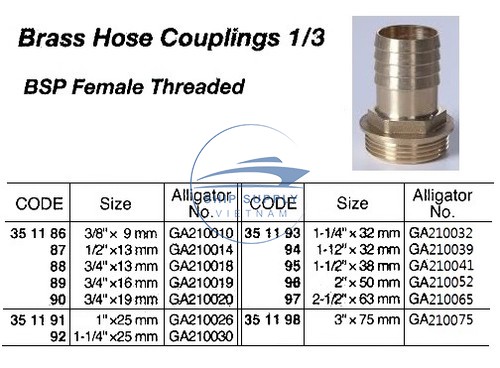 Brass Hose Couplings 1/3
BSP Female Threaded
CODE Size Alligator No. CODE Size Alligator No.
35 11 86 3/8" x 9 mm GA210010 35 11 93 1-1/4" x 32 mm GA210032
87 1/2" x 13 mm GA210014 94 1-12" x 32 mm GA210039
88 3/4" x 13 mm GA210018 95 1-1/2" x 38 mm GA210041
89 3/4" x 16 mm GA210019 96 2" x 50 mm GA210052
90 3/4" x 19 mm GA210020 97 2-1/2" x 63 mm GA210065
35 11 91 1" x 25 mm GA210026 35 11 98 3" x 75 mm GA210075
92 1-1/4" x 25 mm GA210030
SHIP SUPPLY
VIETNAM